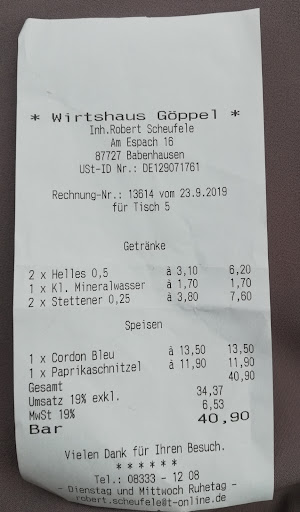 * Wirtshaus Göppel *
Inh.Robert Scheufele
Am Espach 16
87727 Babenhausen
USt-ID Nr.: DE129071761
Rechnung-Nr.: 13614 vom 23.9.2019
für Tisch 5
Getränke
2 x Helles 0,5 à 3,10 6,20
1 x Kl. Mineralwasser à 1,70 1,70
2 x Stettener 0,25 à 3,80 7,60
Speisen
1 x Cordon Bleu à 13,50 13,50
1 x Paprikaschnitzel à 11,90 11,90
Gesamt 40,90
Umsatz 19% exkl. 34,37
MwSt 19% 6,53
Bar 40,90
Vielen Dank für Ihren Besuch.
* * * * * *
Tel.: 08333 - 12 08
- Dienstag und Mittwoch Ruhetag -
robert.scheufele@t-online.de